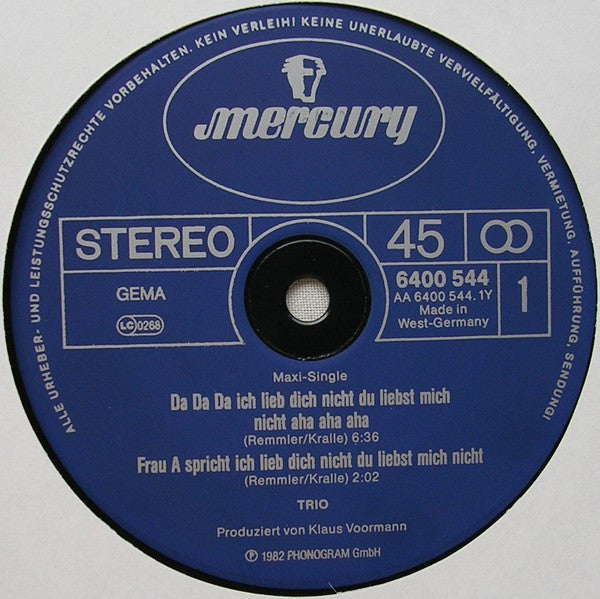 ALLE URHEBER- UND LEISTUNGSSCHUTZRECHTE VORBEHALTEN. KEIN VERLEIH! KEINE UNERLAUBTE VERVIELFÄLTIGUNG, VERMIETUNG, AUFFÜHRUNG, SENDUNG!
mercury
STEREO
45
GEMA
LC 0268
6400 544
AA 6400 544.1Y
Made in
West-Germany
1
Maxi-Single
Da Da Da ich lieb dich nicht du liebst mich
nicht aha aha aha
(Remmler/Kralle) 6:36
Frau A spricht ich lieb dich nicht du liebst mich nicht
(Remmler/Kralle) 2:02
TRIO
Produziert von Klaus Voormann
℗ 1982 PHONOGRAM GmbH